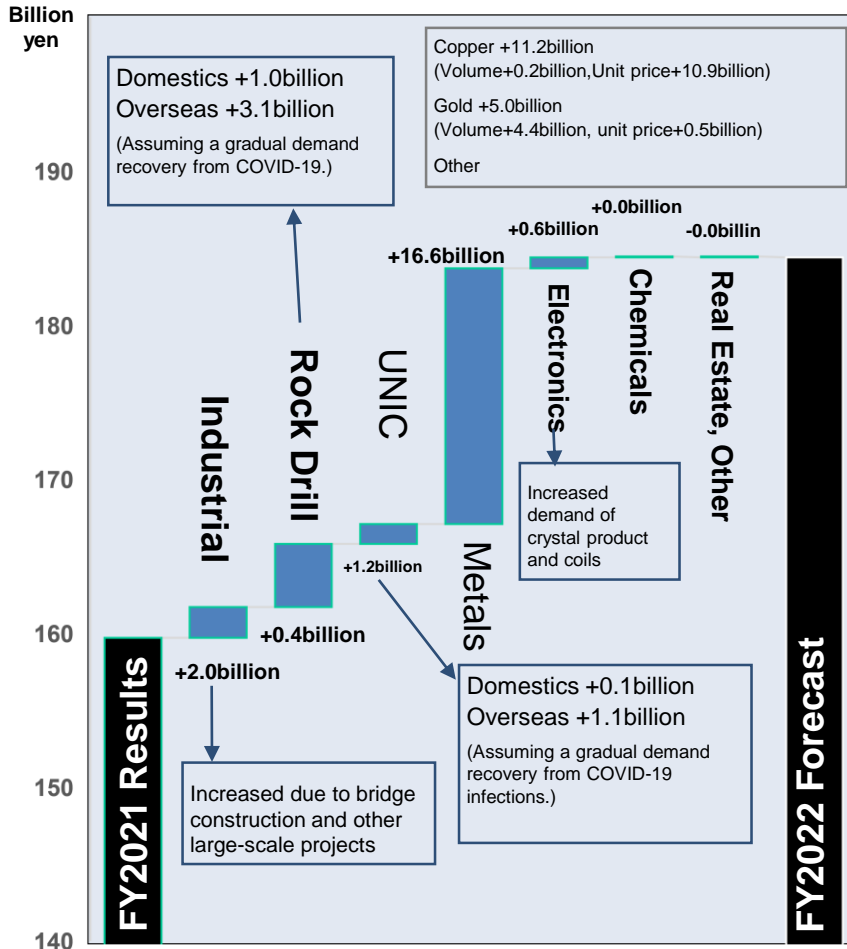 Billion
yen
190
180
170
160
150
140
Domestics +1.0billion
Overseas +3.1billion
(Assuming a gradual demand
recovery from COVID-19.)
Copper +11.2billion
(Volume+0.2billion,Unit price+10.9billion)
Gold +5.0billion
(Volume+4.4billion, unit price+0.5billion)
Other
FY2021 Results
Industrial
+2.0billion
Increased due to bridge
construction and other
large-scale projects
Rock Drill
+0.4billion
UNIC
+1.2billion
Domestics +0.1billion
Overseas +1.1billion
(Assuming a gradual demand
recovery from COVID-19
infections.)
+16.6billion
Metals
+0.6billion
Electronics
Increased
demand of
crystal product
and coils
+0.0billion
Chemicals
-0.0billin
Real Estate, Other
FY2022 Forecast